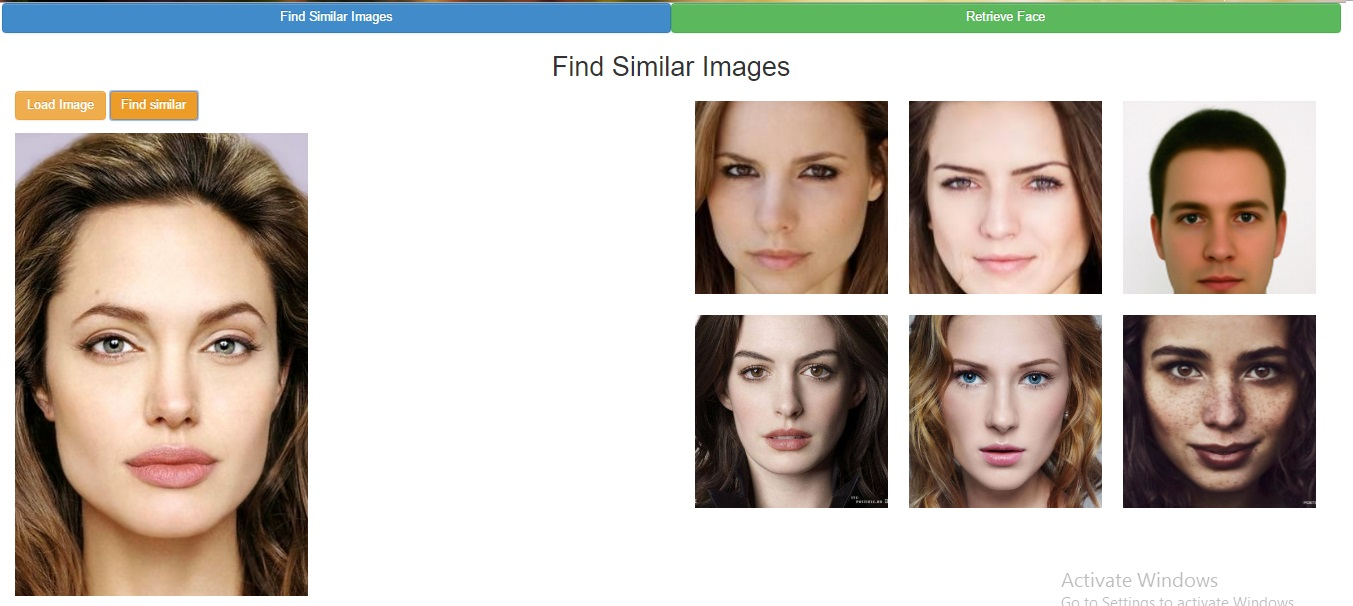 Find Similar Images
Retrieve Face
Find Similar Images
Load Image
Find similar
Activate Windows
Go to Settings to activate Windows